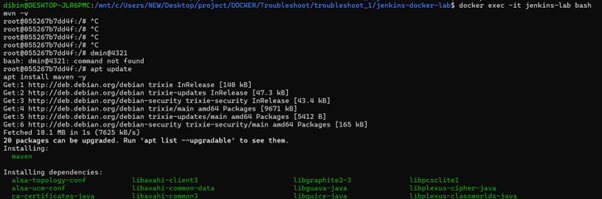 dibin@DESKTOP-JLR6PMC:/mnt/c/Users/NEW/Desktop/project/DOCKER/Troubleshoot/troubleshoot_1/jenkins-docker-lab$ docker exec -it jenkins-lab bash
mvn -v
root@055267b7dd4f:/# ^C
root@055267b7dd4f:/# ^C
root@055267b7dd4f:/# ^C
root@055267b7dd4f:/# ^C
root@055267b7dd4f:/# dmin@4321
bash: dmin@4321: command not found
root@055267b7dd4f:/# apt update
apt install maven -y
Get:1 http://deb.debian.org/debian trixie InRelease [140 kB]
Get:2 http://deb.debian.org/debian trixie-updates InRelease [47.3 kB]
Get:3 http://deb.debian.org/debian-security trixie-security InRelease [43.4 kB]
Get:4 http://deb.debian.org/debian trixie/main amd64 Packages [9671 kB]
Get:5 http://deb.debian.org/debian trixie-updates/main amd64 Packages [5412 B]
Get:6 http://deb.debian.org/debian-security trixie-security/main amd64 Packages [165 kB]
Fetched 10.1 MB in 1s (7625 kB/s)
20 packages can be upgraded. Run 'apt list --upgradable' to see them.
Installing:
maven
Installing dependencies:
alsa-topology-conf libavahi-client3 libgraphite2-3 libpcsclite1
alsa-ucm-conf libavahi-common-data libguava-java libplexus-cipher-java
ca-certificates-java libavahi-common3 libguice-java libplexus-classworlds-java